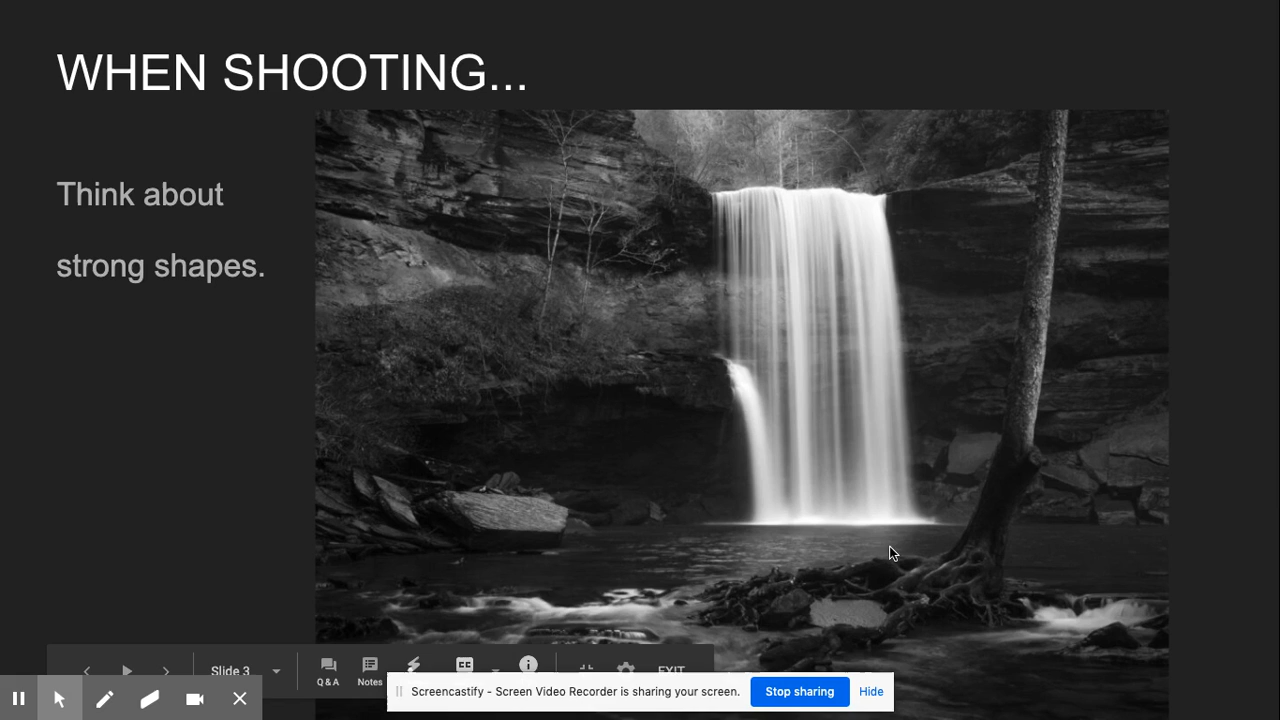 WHEN SHOOTING...
Think about
strong shapes.
Slide 3
Q&A
Notes
CC
EXIT
Screencastify - Screen Video Recorder is sharing your screen.
Stop sharing
Hide